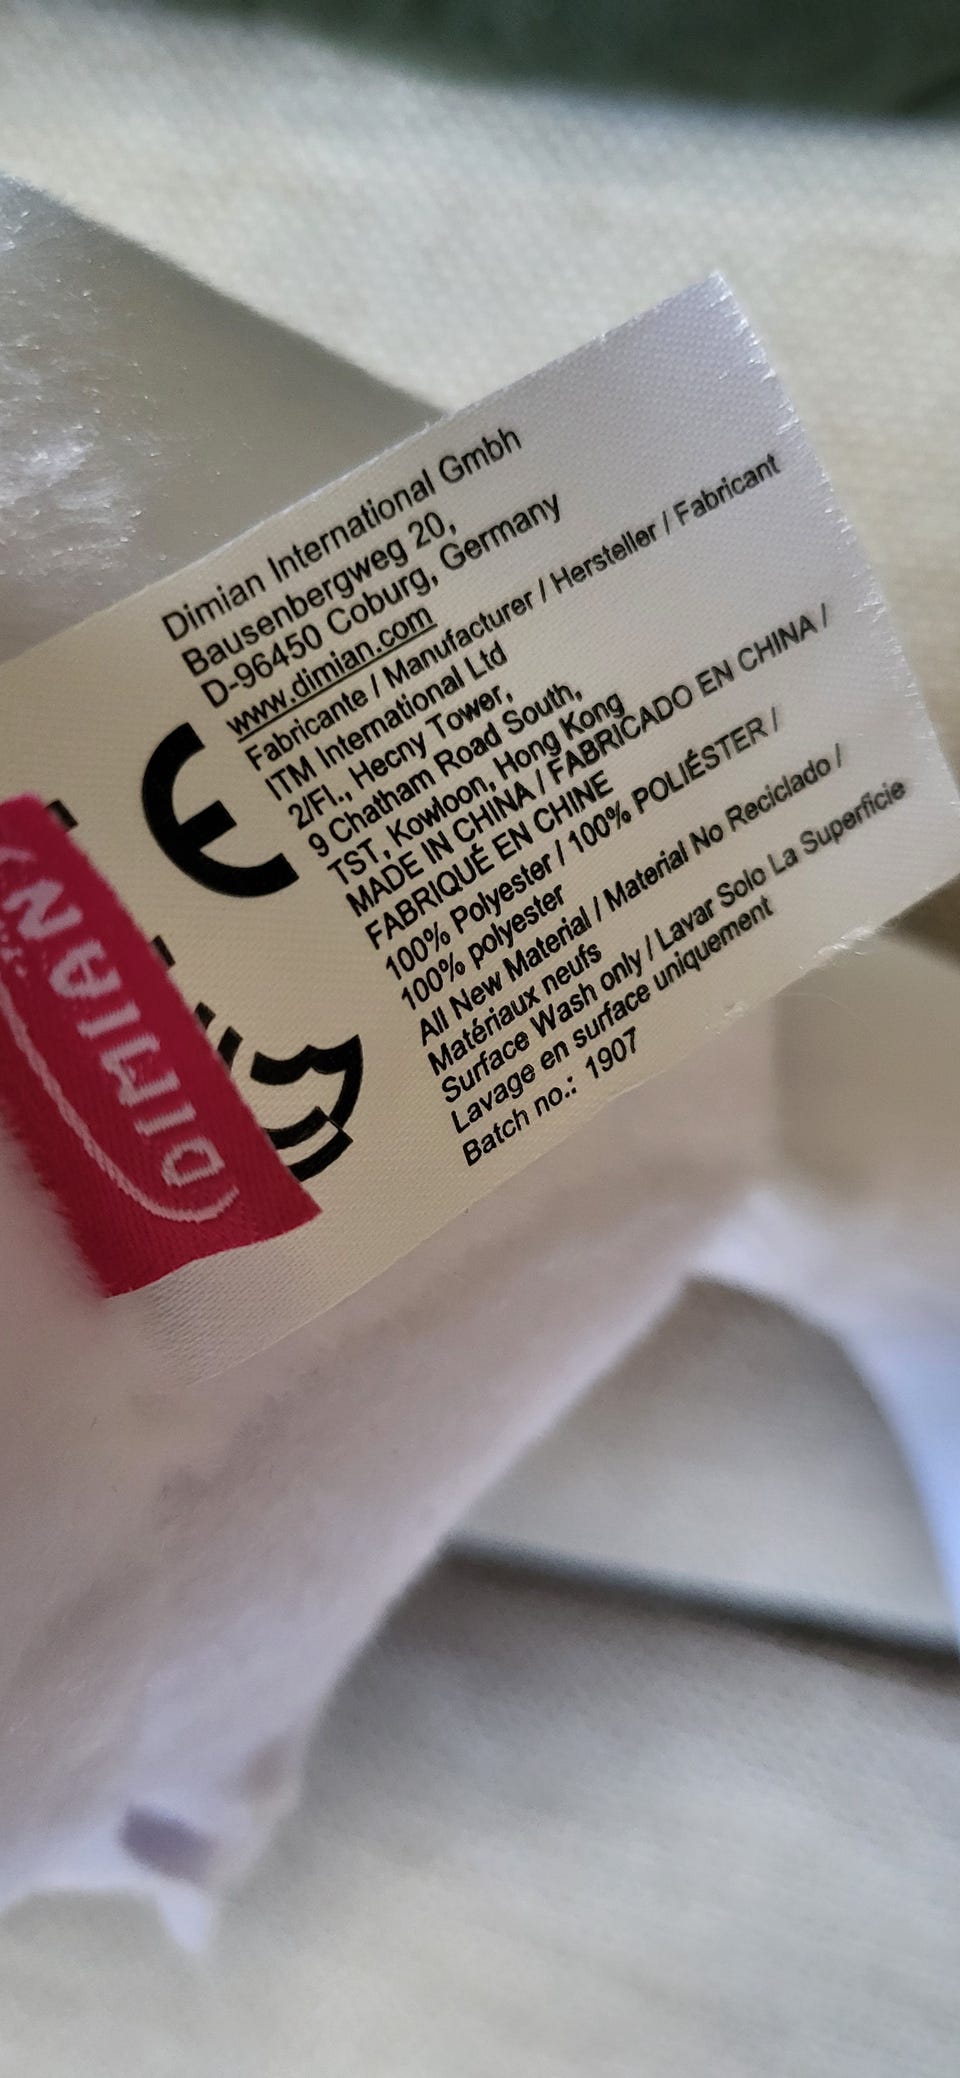 Dimian International Gmbh
Bausenbergweg 20,
D-96450 Coburg, Germany
www.dimian.com
Fabricante / Manufacturer / Hersteller / Fabricant
ITM International Ltd
2/Fl., Hecny Tower,
9 Chatham Road South,
TST, Kowloon, Hong Kong
MADE IN CHINA / FABRICADO EN CHINA /
FABRIQUÉ EN CHINE
100% Polyester / 100% POLIÉSTER /
100% polyester
All New Material / Material No Reciclado /
Matériaux neufs
Surface Wash only / Lavar Solo La Superficie
Lavage en surface uniquement
Batch no.: 1907
CE
DIMIAN